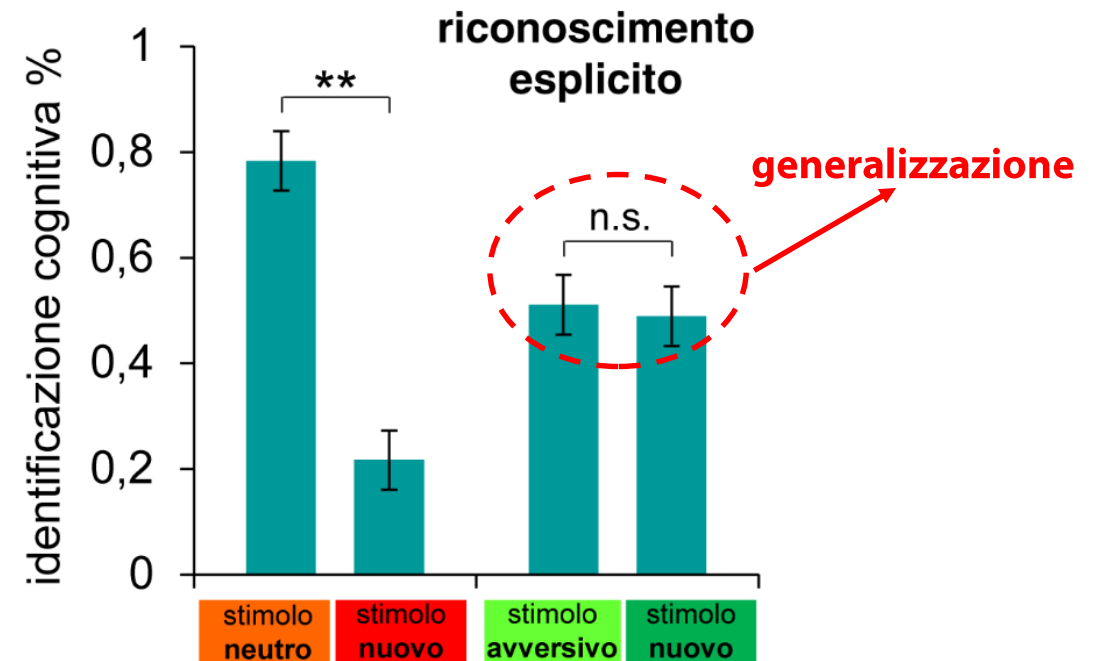 riconoscimento
esplicito
identificazione cognitiva %
1
0,8
0,6
0,4
0,2
0
**
n.s.
generalizzazione
stimolo
neutro
stimolo
nuovo
stimolo
avversivo
stimolo
nuovo